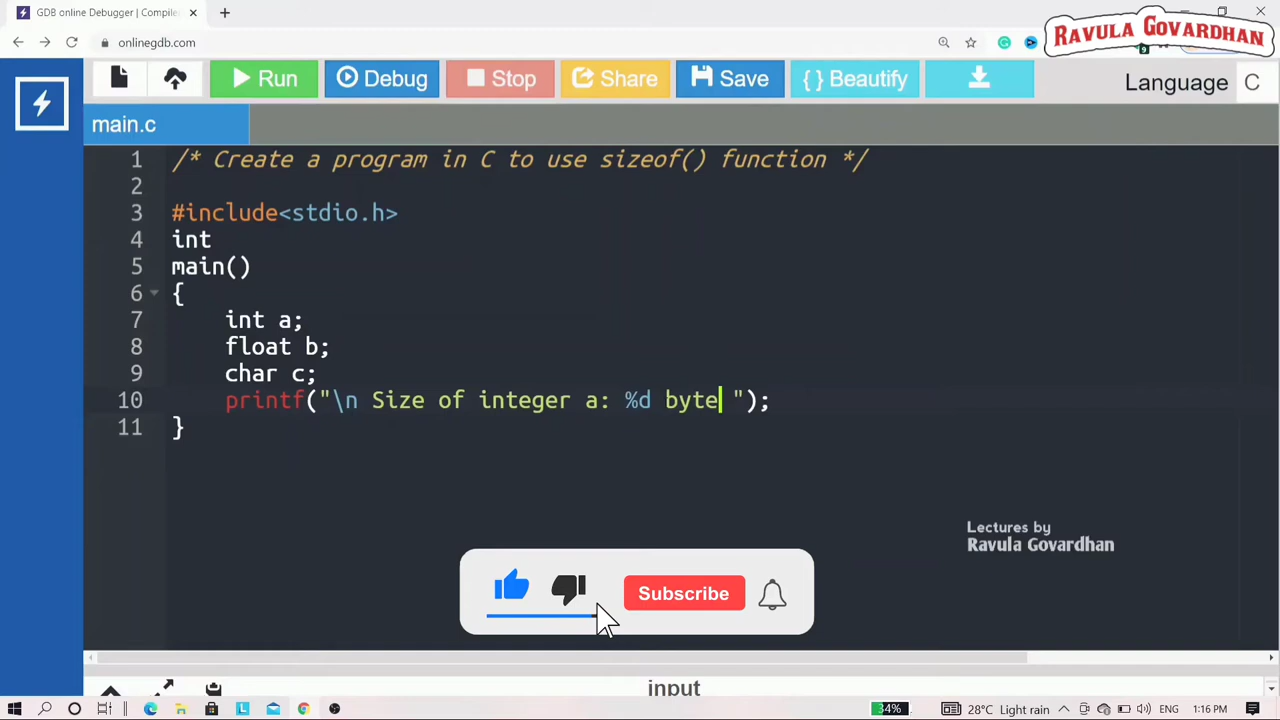 GDB online Debugger | Compile
onlinegdb.com
RAVULA GOVARDHAN
Run
Debug
Stop
Share
Save
{ } Beautify
Language
C
main.c
1 /* Create a program in C to use sizeof() function */
2
3 #include<stdio.h>
4 int
5 main()
6 {
7 int a;
8 float b;
9 char c;
10 printf("\n Size of integer a: %d byte ");
11 }
Lectures by
Ravula Govardhan
Subscribe
input
34%
28°C Light rain
ENG
1:16 PM